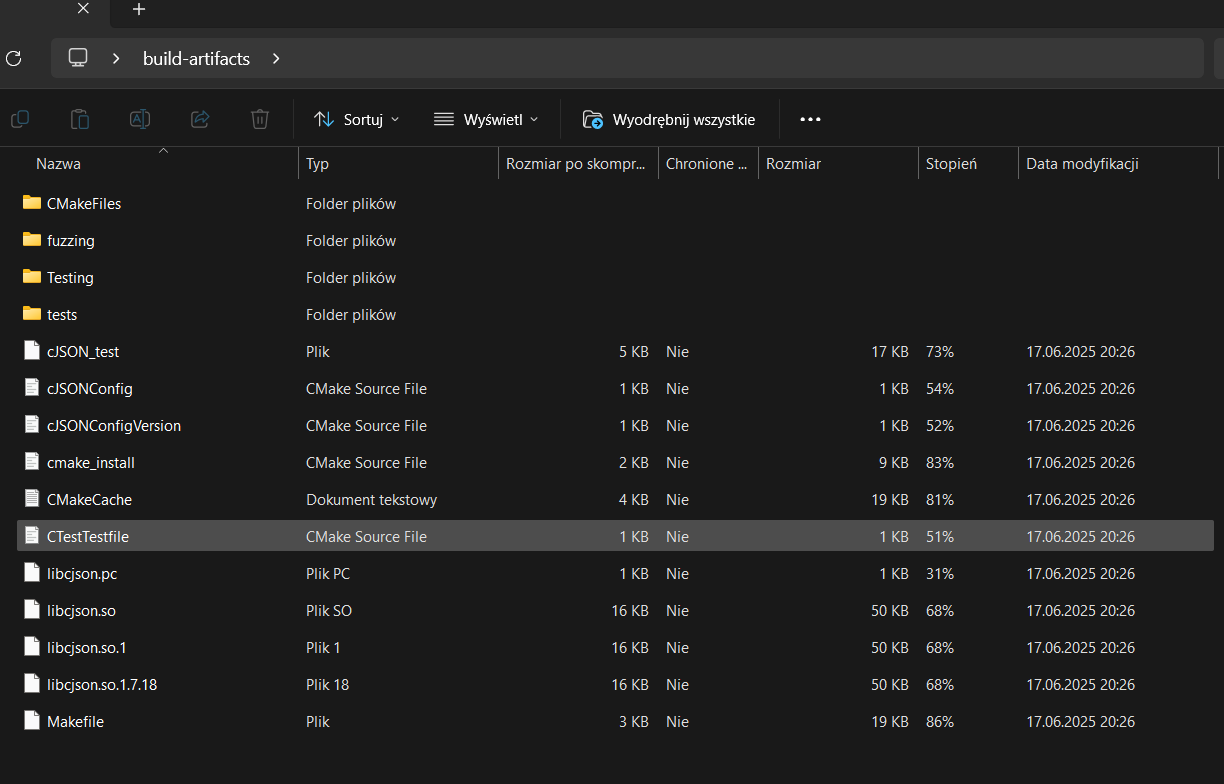 build-artifacts
Sortuj Wyświetl Wyodrębnij wszystkie
Nazwa Typ Rozmiar po skompr... Chronione ... Rozmiar Stopień Data modyfikacji
CMakeFiles Folder plików
fuzzing Folder plików
Testing Folder plików
tests Folder plików
cJSON_test Plik 5 KB Nie 17 KB 73% 17.06.2025 20:26
cJSONConfig CMake Source File 1 KB Nie 1 KB 54% 17.06.2025 20:26
cJSONConfigVersion CMake Source File 1 KB Nie 1 KB 52% 17.06.2025 20:26
cmake_install CMake Source File 2 KB Nie 9 KB 83% 17.06.2025 20:26
CMakeCache Dokument tekstowy 4 KB Nie 19 KB 81% 17.06.2025 20:26
CTestTestfile CMake Source File 1 KB Nie 1 KB 51% 17.06.2025 20:26
libcjson.pc Plik PC 1 KB Nie 1 KB 31% 17.06.2025 20:26
libcjson.so Plik SO 16 KB Nie 50 KB 68% 17.06.2025 20:26
libcjson.so.1 Plik 1 16 KB Nie 50 KB 68% 17.06.2025 20:26
libcjson.so.1.7.18 Plik 18 16 KB Nie 50 KB 68% 17.06.2025 20:26
Makefile Plik 3 KB Nie 19 KB 86% 17.06.2025 20:26